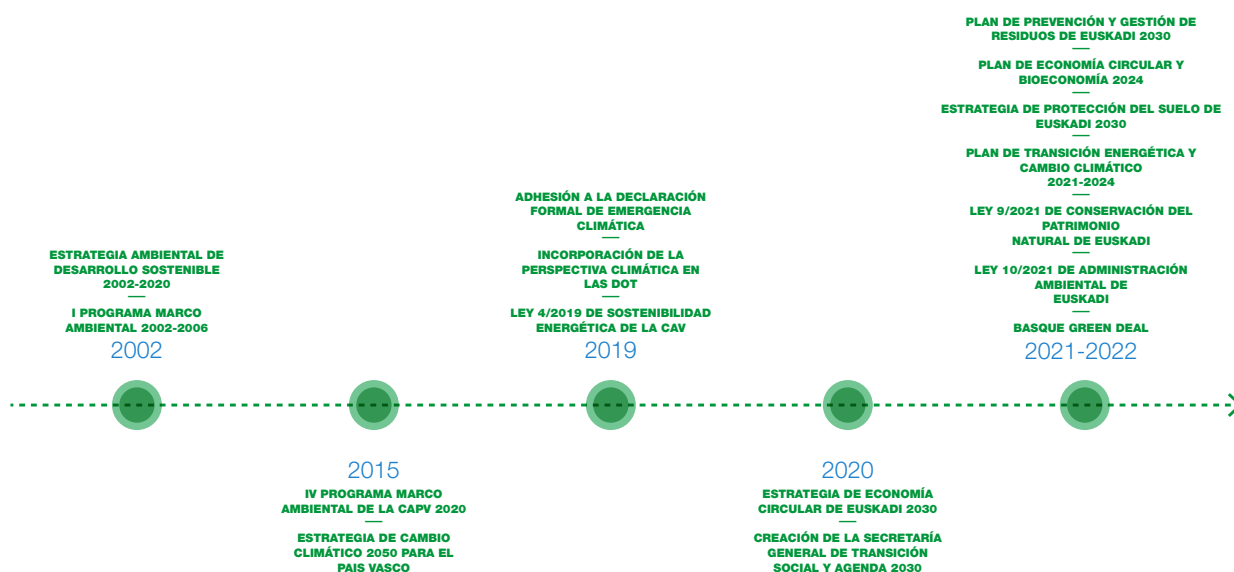 ESTRATEGIA AMBIENTAL DE
DESARROLLO SOSTENIBLE
2002-2020
I PROGRAMA MARCO
AMBIENTAL 2002-2006
2002
2015
IV PROGRAMA MARCO
AMBIENTAL DE LA CAPV 2020
ESTRATEGIA DE CAMBIO
CLIMÁTICO 2050 PARA EL
PAIS VASCO
ADHESIÓN A LA DECLARACIÓN
FORMAL DE EMERGENCIA
CLIMÁTICA
INCORPORACIÓN DE LA
PERSPECTIVA CLIMÁTICA EN
LAS DOT
LEY 4/2019 DE SOSTENIBILIDAD
ENERGÉTICA DE LA CAV
2019
2020
ESTRATEGIA DE ECONOMÍA
CIRCULAR DE EUSKADI 2030
CREACIÓN DE LA SECRETARÍA
GENERAL DE TRANSICIÓN
SOCIAL Y AGENDA 2030
PLAN DE PREVENCIÓN Y GESTIÓN DE
RESIDUOS DE EUSKADI 2030
PLAN DE ECONOMÍA CIRCULAR Y
BIOECONOMÍA 2024
ESTRATEGIA DE PROTECCIÓN DEL SUELO DE
EUSKADI 2030
PLAN DE TRANSICIÓN ENERGÉTICA Y
CAMBIO CLIMÁTICO
2021-2024
LEY 9/2021 DE CONSERVACIÓN DEL
PATRIMONIO
NATURAL DE EUSKADI
LEY 10/2021 DE ADMINISTRACIÓN
AMBIENTAL DE
EUSKADI
BASQUE GREEN DEAL
2021-2022